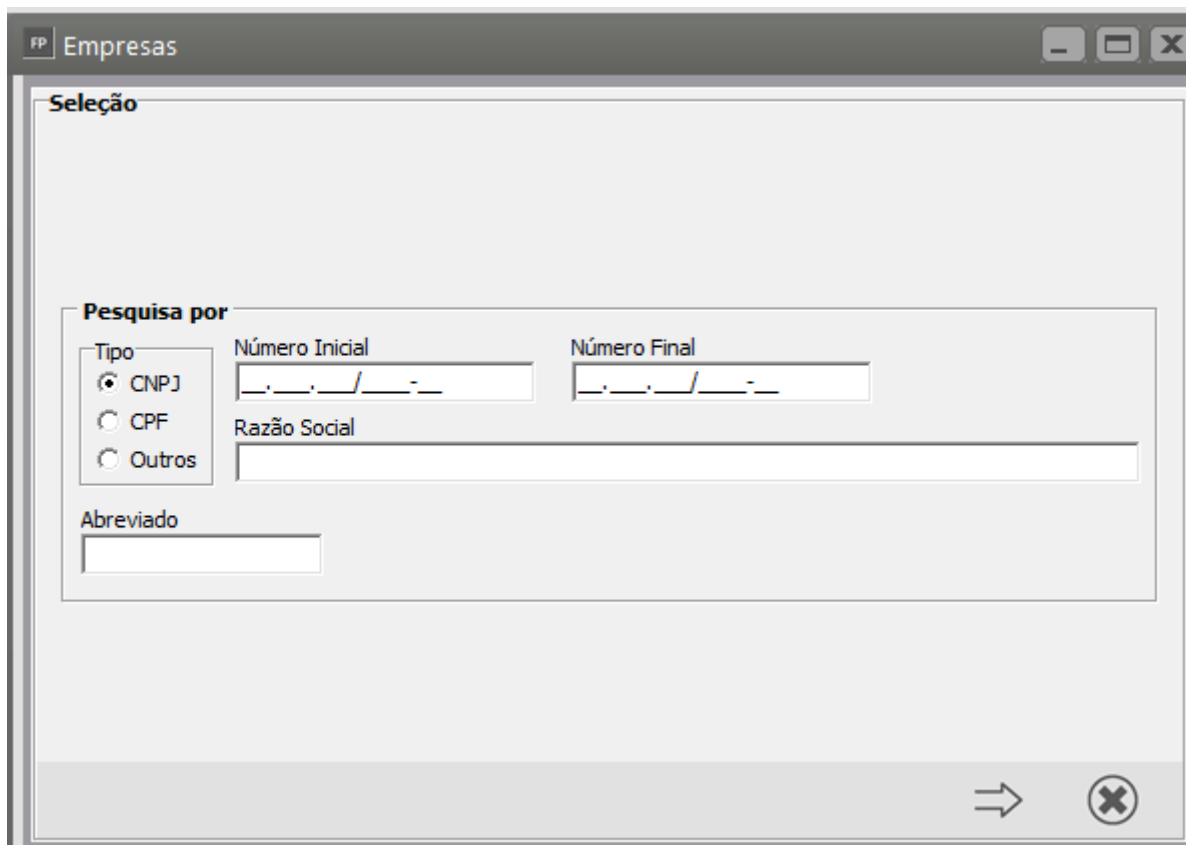 FP Empresas
Seleção
Pesquisa por
Tipo
Número Inicial
Número Final
CNPJ
__.___.___/____-__
__.___.___/____-__
CPF
Razão Social
Outros
Abreviado